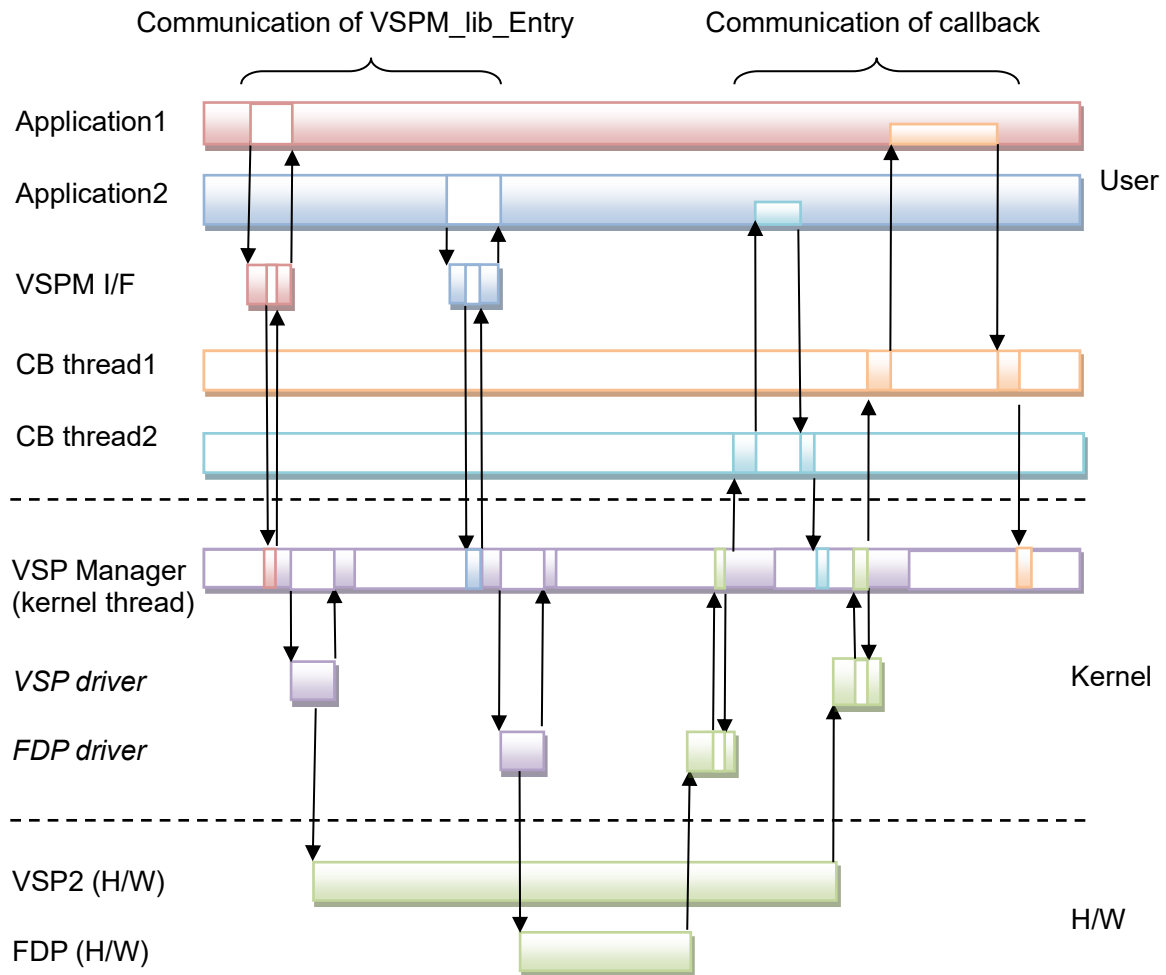 Communication of VSPM_lib_Entry
Communication of callback
Application1
Application2
User
VSPM I/F
CB thread1
CB thread2
VSP Manager
(kernel thread)
VSP driver
Kernel
FDP driver
VSP2 (H/W)
H/W
FDP (H/W)